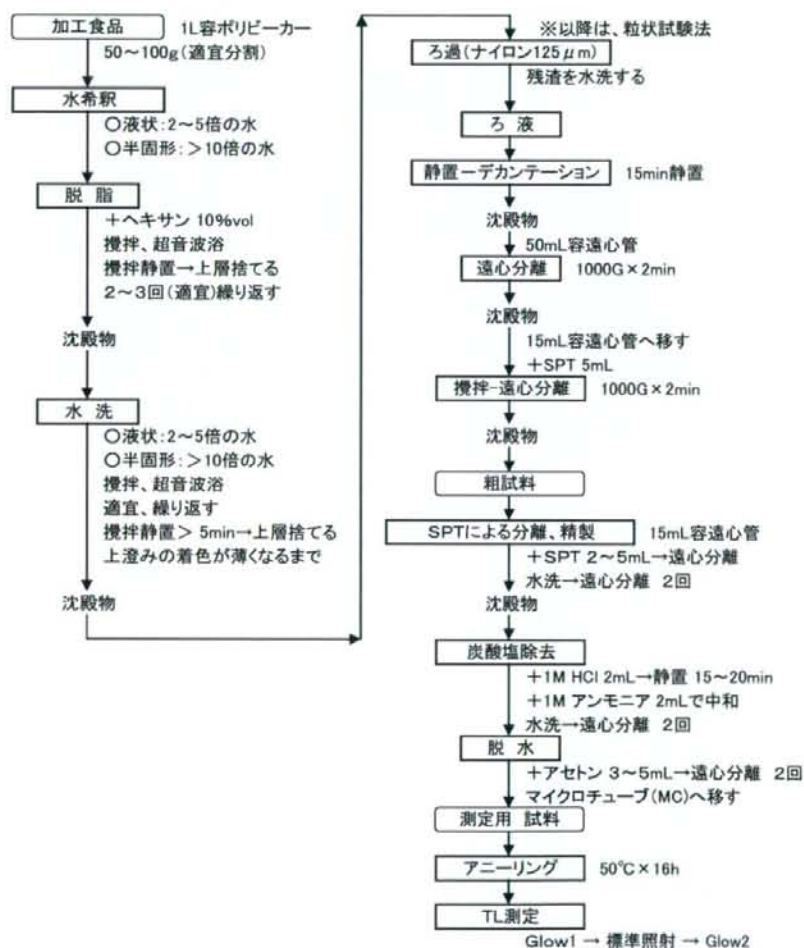 加工食品 1L容ポリビーカー
50～100g(適宜分割)
水希釈
○液状:2～5倍の水
○半固形:＞10倍の水
脱 脂
＋ヘキサン 10%vol
攪拌、超音波浴
攪拌静置→上層捨てる
2～3回(適宜)繰り返す
沈殿物
水 洗
○液状:2～5倍の水
○半固形:＞10倍の水
攪拌、超音波浴
適宜、繰り返す
攪拌静置＞ 5min→上層捨てる
上澄みの着色が薄くなるまで
沈殿物
※以降は、粒状試験法
ろ過(ナイロン125μm)
残渣を水洗する
ろ 液
静置－デカンテーション 15min静置
沈殿物
50mL容遠心管
遠心分離 1000G×2min
沈殿物
15mL容遠心管へ移す
＋SPT 5mL
攪拌-遠心分離 1000G×2min
沈殿物
粗試料
SPTによる分離、精製 15mL容遠心管
＋SPT 2～5mL→遠心分離
水洗→遠心分離 2回
沈殿物
炭酸塩除去
＋1M HCl 2mL→静置 15～20min
＋1M アンモニア 2mLで中和
水洗→遠心分離 2回
脱 水
＋アセトン 3～5mL→遠心分離 2回
マイクロチューブ(MC)へ移す
測定用 試料
アニーリング 50℃×16h
TL測定
Glow1 → 標準照射 → Glow2